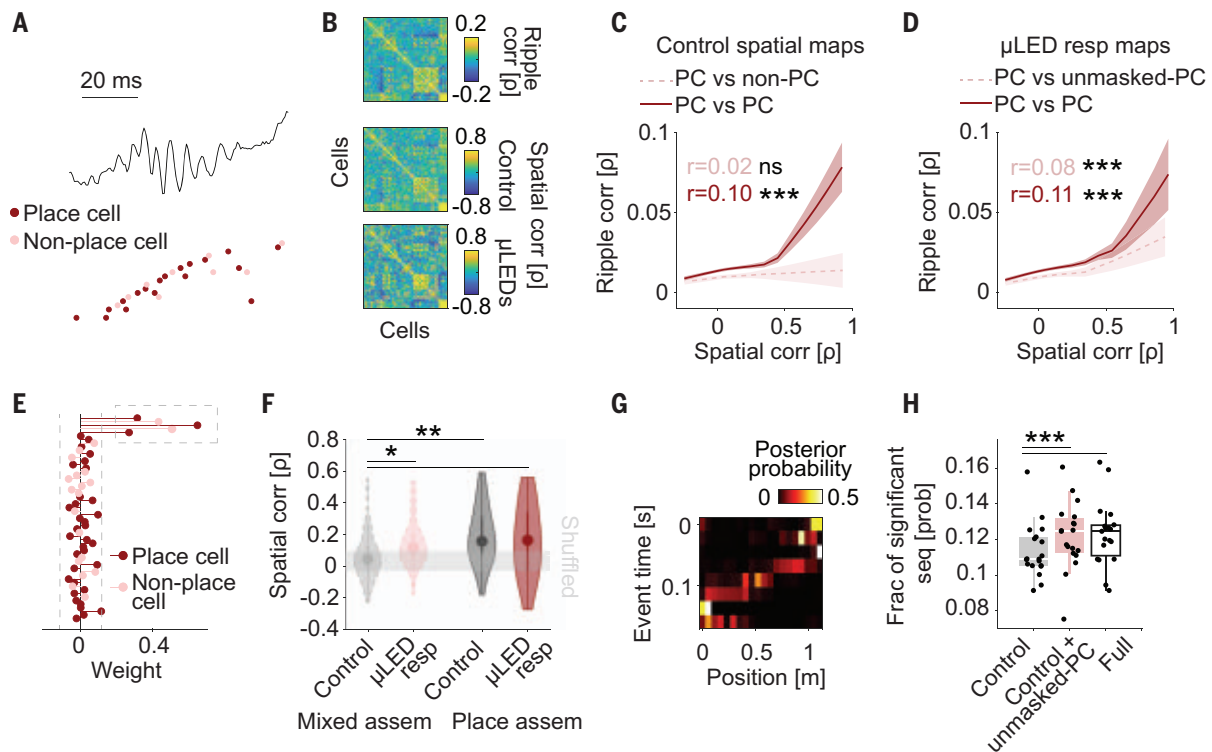 A
20 ms
Place cell
Non-place cell
B
Cells
Cells
0.2
-0.2
Ripple
corr [ρ]
0.8
-0.8
Control
0.8
-0.8
µLEDs
Spatial corr [ρ]
C
Control spatial maps
PC vs non-PC
PC vs PC
r=0.02 ns
r=0.10 ***
Ripple corr [ρ]
0.1
0.05
0
0 0.5 1
Spatial corr [ρ]
D
µLED resp maps
PC vs unmasked-PC
PC vs PC
r=0.08 ***
r=0.11 ***
Ripple corr [ρ]
0.1
0.05
0
0 0.5 1
Spatial corr [ρ]
E
Place cell
Non-place
cell
0 0.4
Weight
F
**
*
Spatial corr [ρ]
0.8
0.6
0.4
0.2
0
-0.2
-0.4
Shuffled
Control
µLED
resp
Control
µLED
resp
Mixed assem
Place assem
G
Posterior
probability
0 0.5
Event time [s]
0
0.1
0 1
Position [m]
H
***
Frac of significant
seq [prob]
0.16
0.14
0.12
0.1
0.08
Control
Control +
unmasked-PC
Full